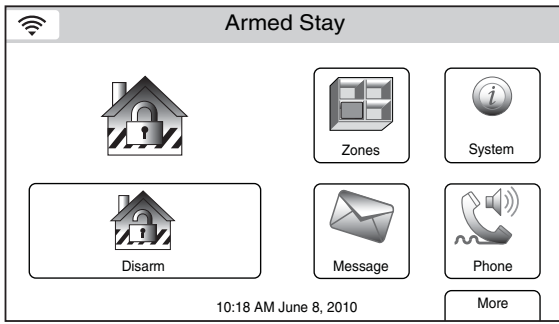 Armed Stay
Zones
System
Disarm
Message
Phone
10:18 AM June 8, 2010
More